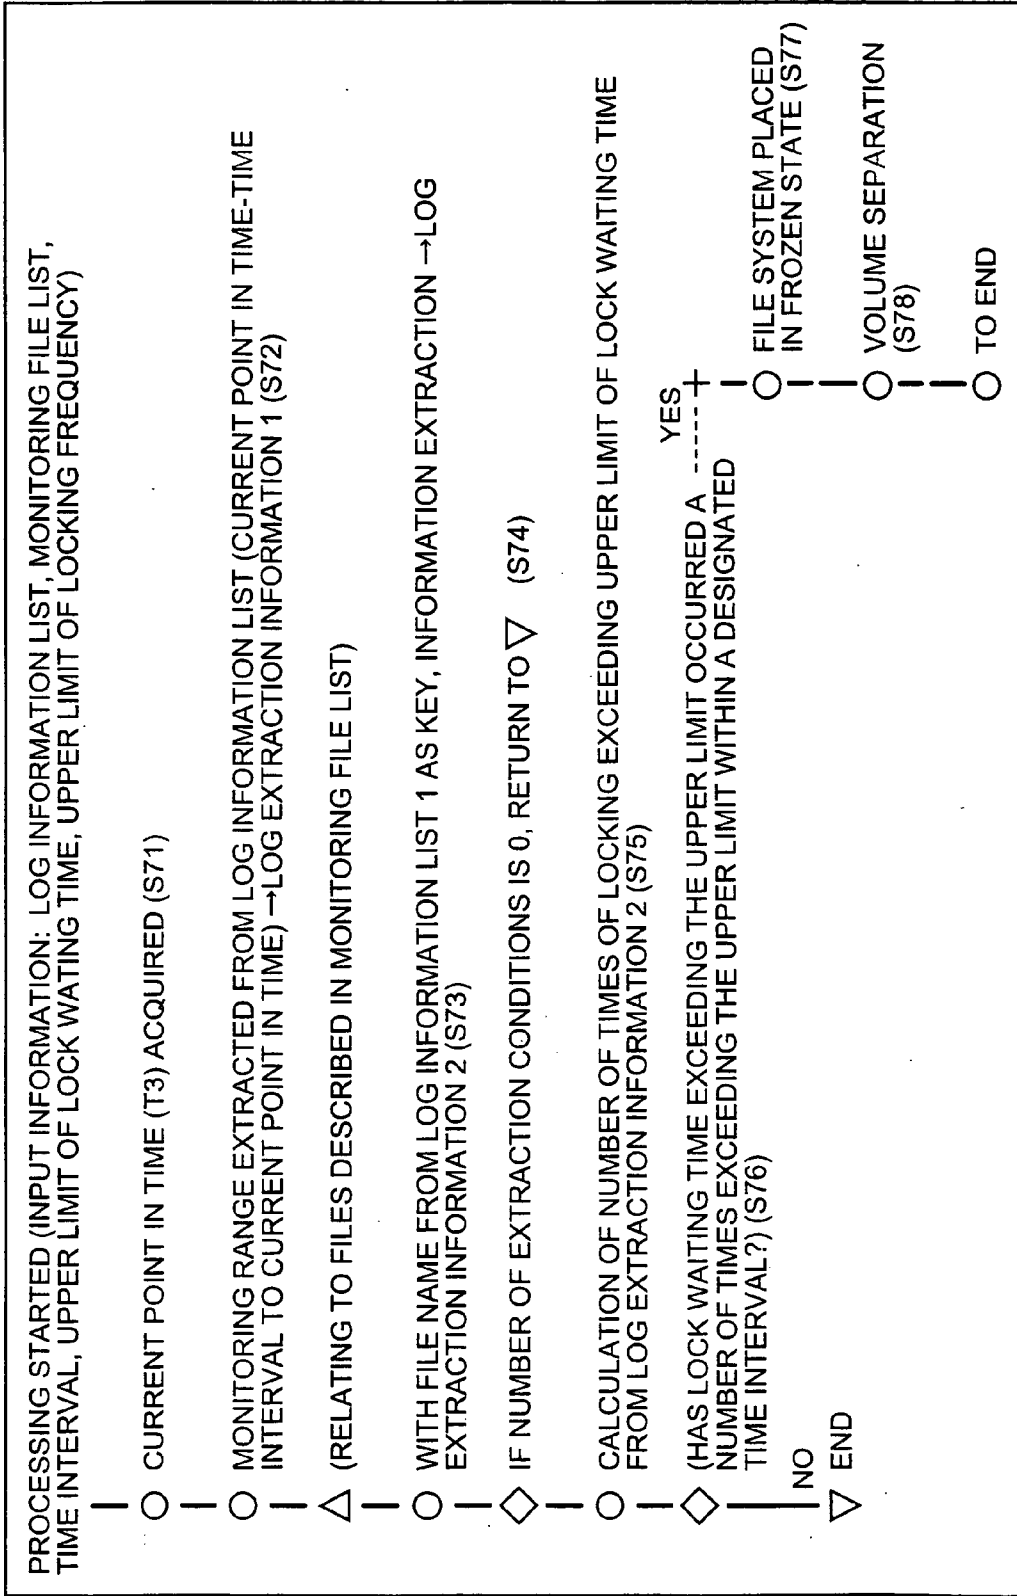 PROCESSING STARTED (INPUT INFORMATION: LOG INFORMATION LIST, MONITORING FILE LIST,
TIME INTERVAL, UPPER LIMIT OF LOCK WATING TIME, UPPER LIMIT OF LOCKING FREQUENCY)
CURRENT POINT IN TIME (T3) ACQUIRED (S71)
MONITORING RANGE EXTRACTED FROM LOG INFORMATION LIST (CURRENT POINT IN TIME-TIME
INTERVAL TO CURRENT POINT IN TIME) →LOG EXTRACTION INFORMATION 1 (S72)
(RELATING TO FILES DESCRIBED IN MONITORING FILE LIST)
WITH FILE NAME FROM LOG INFORMATION LIST 1 AS KEY, INFORMATION EXTRACTION →LOG
EXTRACTION INFORMATION 2 (S73)
IF NUMBER OF EXTRACTION CONDITIONS IS 0, RETURN TO ▽ (S74)
CALCULATION OF NUMBER OF TIMES OF LOCKING EXCEEDING UPPER LIMIT OF LOCK WAITING TIME
FROM LOG EXTRACTION INFORMATION 2 (S75)
(HAS LOCK WAITING TIME EXCEEDING THE UPPER LIMIT OCCURRED A
NUMBER OF TIMES EXCEEDING THE UPPER LIMIT WITHIN A DESIGNATED
TIME INTERVAL?) (S76)
YES
FILE SYSTEM PLACED
IN FROZEN STATE (S77)
VOLUME SEPARATION
(S78)
TO END
NO
END